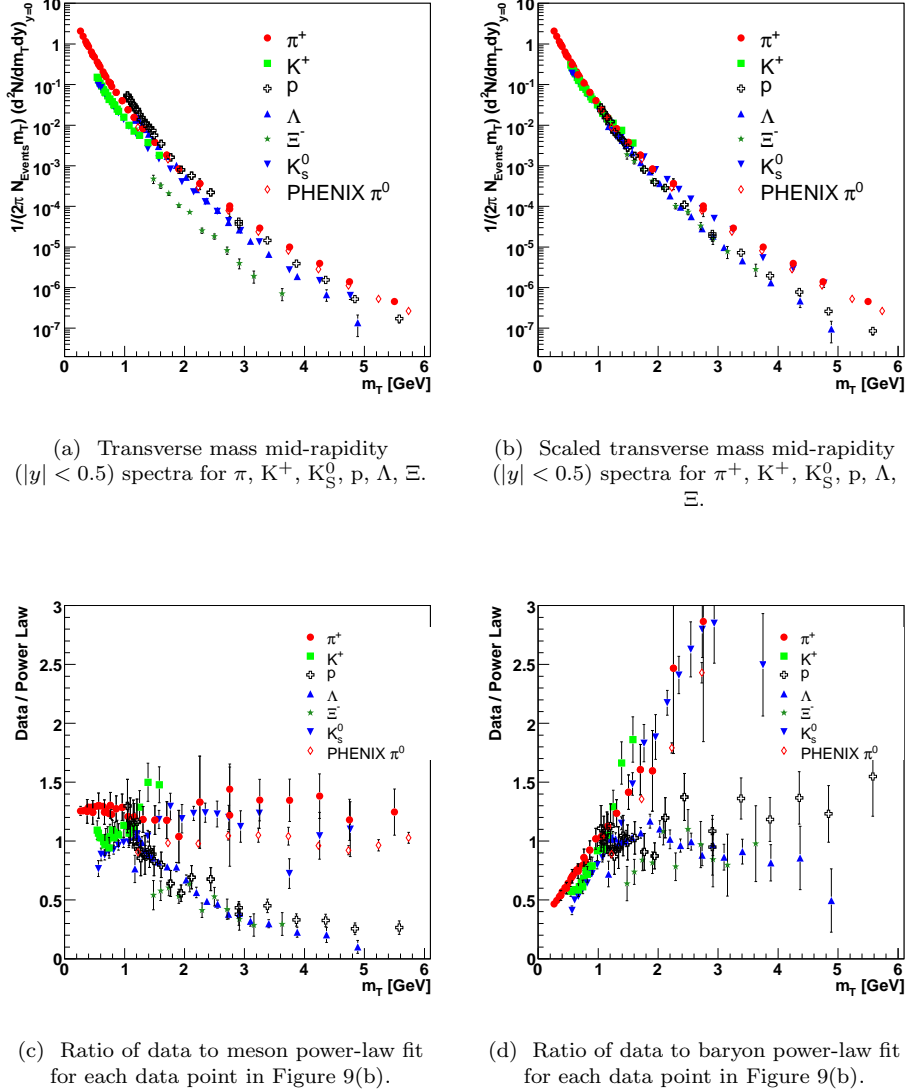 1/(2π N_Events m_T) (d²N/dm_T dy)_y=0
10
1
10⁻¹
10⁻²
10⁻³
10⁻⁴
10⁻⁵
10⁻⁶
10⁻⁷
π⁺
K⁺
p
Λ
Ξ⁻
K⁰_s
PHENIX π⁰
0 1 2 3 4 5 6
m_T [GeV]
(a) Transverse mass mid-rapidity
(|y| < 0.5) spectra for π, K⁺, K⁰_S, p, Λ, Ξ.
1/(2π N_Events m_T) (d²N/dm_T dy)_y=0
10
1
10⁻¹
10⁻²
10⁻³
10⁻⁴
10⁻⁵
10⁻⁶
10⁻⁷
π⁺
K⁺
p
Λ
Ξ⁻
K⁰_s
PHENIX π⁰
0 1 2 3 4 5 6
m_T [GeV]
(b) Scaled transverse mass mid-rapidity
(|y| < 0.5) spectra for π⁺, K⁺, K⁰_S, p, Λ,
Ξ.
Data / Power Law
3
2.5
2
1.5
1
0.5
0
π⁺
K⁺
p
Λ
Ξ⁻
K⁰_s
PHENIX π⁰
0 1 2 3 4 5 6
m_T [GeV]
(c) Ratio of data to meson power-law fit
for each data point in Figure 9(b).
Data / Power Law
3
2.5
2
1.5
1
0.5
0
π⁺
K⁺
p
Λ
Ξ⁻
K⁰_s
PHENIX π⁰
0 1 2 3 4 5 6
m_T [GeV]
(d) Ratio of data to baryon power-law fit
for each data point in Figure 9(b).